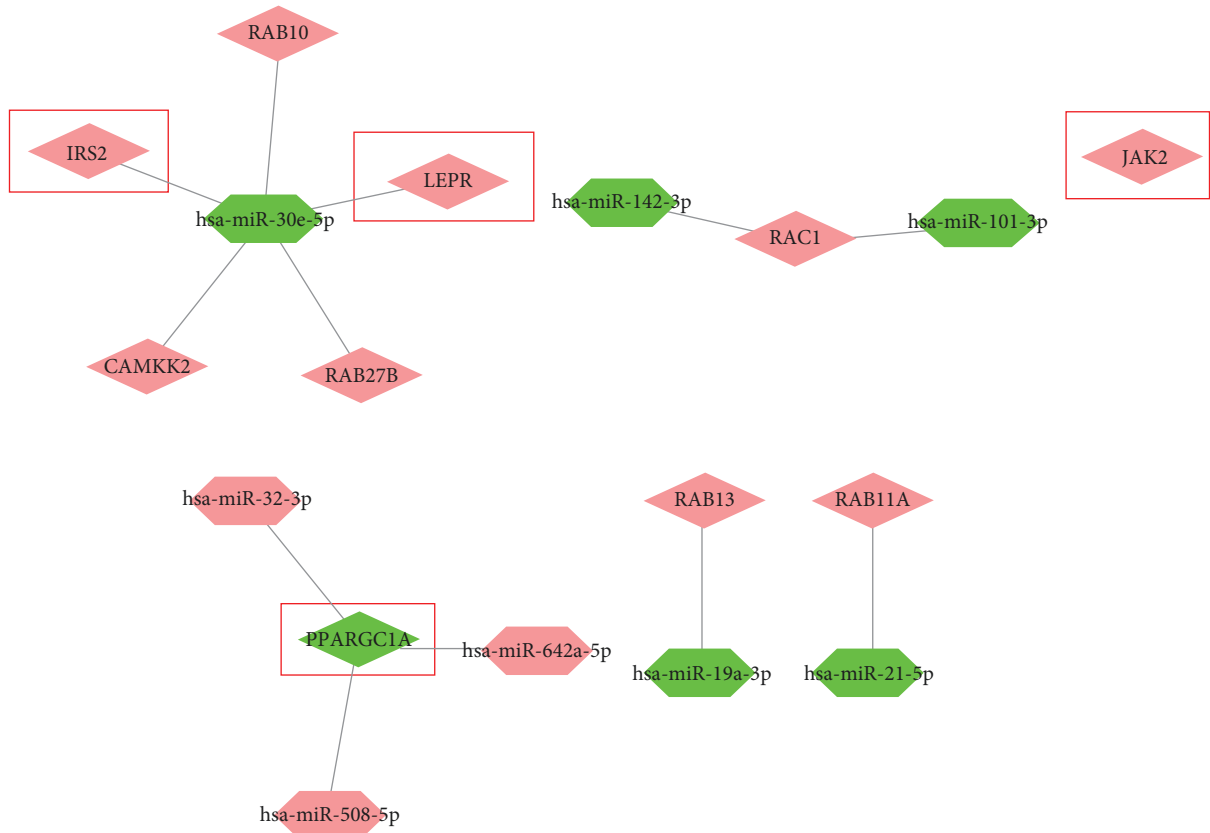 RAB10
IRS2
LEPR
JAK2
hsa-miR-30e-5p
hsa-miR-142-3p
RAC1
hsa-miR-101-3p
CAMKK2
RAB27B
hsa-miR-32-3p
RAB13
RAB11A
PPARGC1A
hsa-miR-642a-5p
hsa-miR-19a-3p
hsa-miR-21-5p
hsa-miR-508-5p